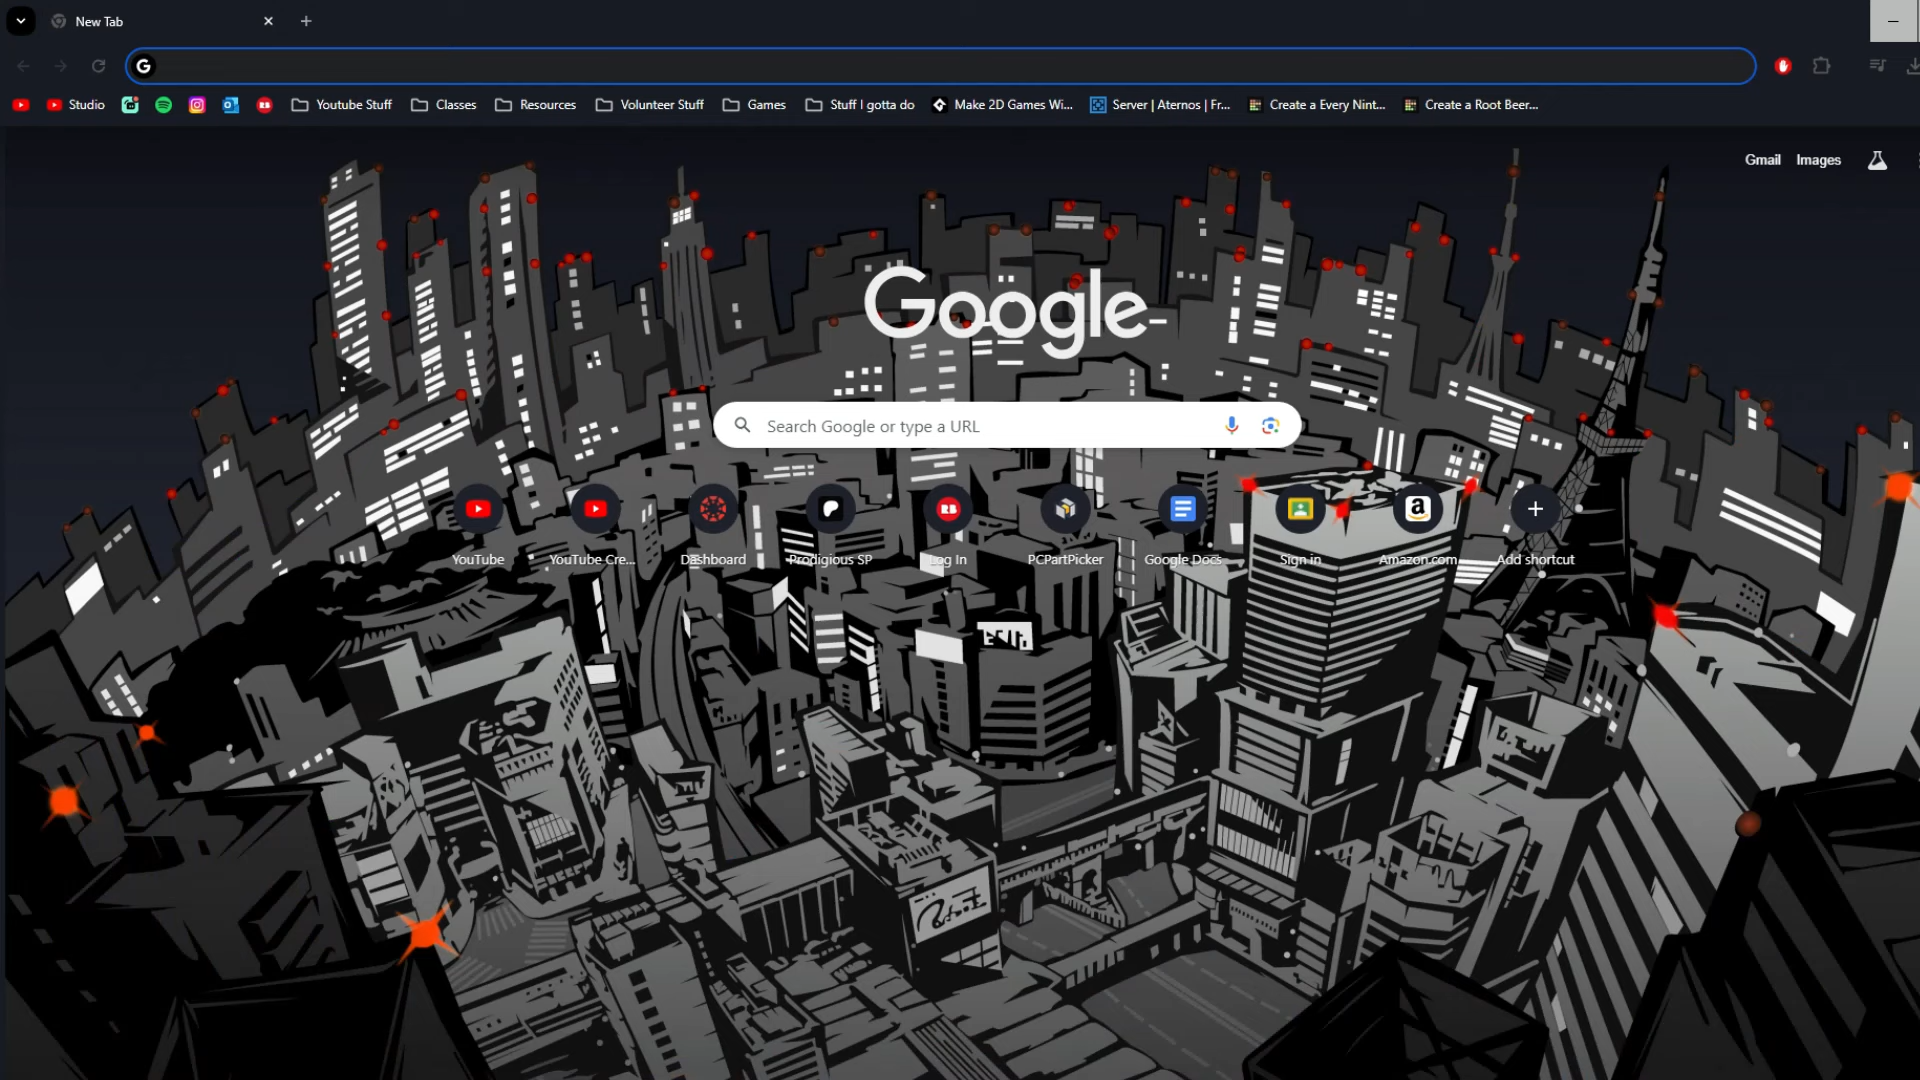 New Tab
Studio
Youtube Stuff
Classes
Resources
Volunteer Stuff
Games
Stuff I gotta do
Make 2D Games Wi...
Server | Aternos | Fr...
Create a Every Nint...
Create a Root Beer...
Gmail
Images
Google
Search Google or type a URL
YouTube
YouTube Cre...
Dashboard
Prodigious SP
Log In
PCPartPicker
Google Docs
Sign in
Amazon.com
Add shortcut